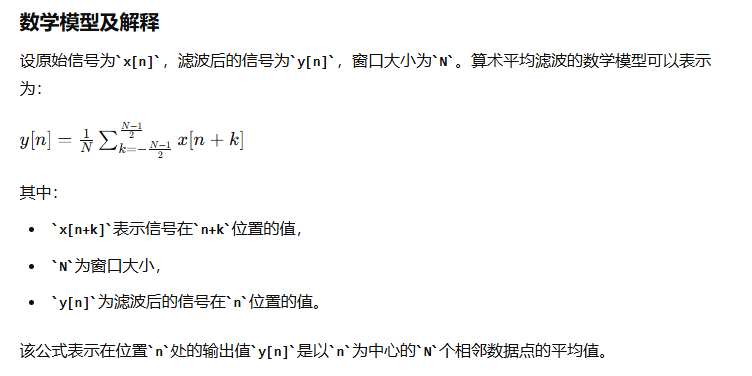 数学模型及解释
设原始信号为`x[n]`，滤波后的信号为`y[n]`，窗口大小为`N`。算术平均滤波的数学模型可以表示
为：
y[n] = \frac{1}{N} \sum_{k=-\frac{N-1}{2}}^{\frac{N-1}{2}} x[n + k]
其中：
• `x[n+k]`表示信号在`n+k`位置的值，
• `N`为窗口大小，
• `y[n]`为滤波后的信号在`n`位置的值。
该公式表示在位置`n`处的输出值`y[n]`是以`n`为中心的`N`个相邻数据点的平均值。